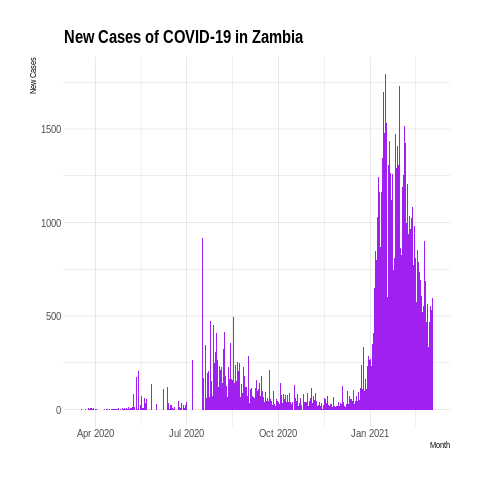 New Cases of COVID-19 in Zambia
New Cases
1500
1000
500
0
Apr 2020 Jul 2020 Oct 2020 Jan 2021
Month